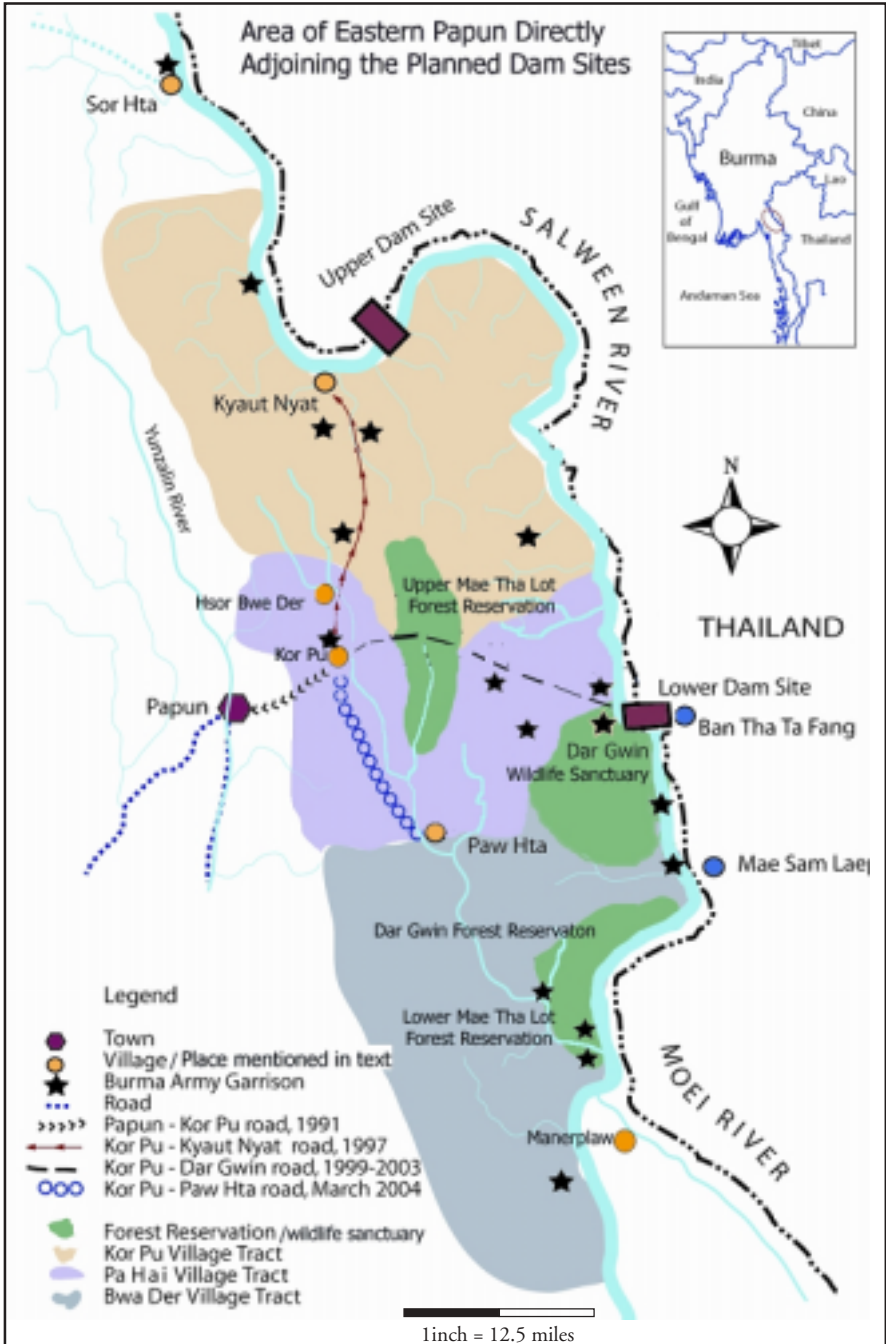 Area of Eastern Papun Directly
Adjoining the Planned Dam Sites
Tibet
India
China
Burma
Lao
Gulf
of
Bengal
Thailand
Andaman Sea
Sor Hta
Upper Dam Site
SALWEEN RIVER
Kyaut Nyat
Yunzalin River
N
Hsor Bwe Der
Upper Mae Tha Lot
Forest Reservation
THAILAND
Kor Pu
Papun
Lower Dam Site
Ban Tha Ta Fang
Dar Gwin
Wildlife Sanctuary
Paw Hta
Mae Sam Laep
Dar Gwin Forest Reservaton
Lower Mae Tha Lot
Forest Reservation
MOEI RIVER
Manerplaw
Legend
Town
Village/Place mentioned in text
Burma Army Garrison
Road
Papun - Kor Pu road, 1991
Kor Pu - Kyaut Nyat road, 1997
Kor Pu - Dar Gwin road, 1999-2003
Kor Pu - Paw Hta road, March 2004
Forest Reservation/wildlife sanctuary
Kor Pu Village Tract
Pa Hai Village Tract
Bwa Der Village Tract
1inch = 12.5 miles